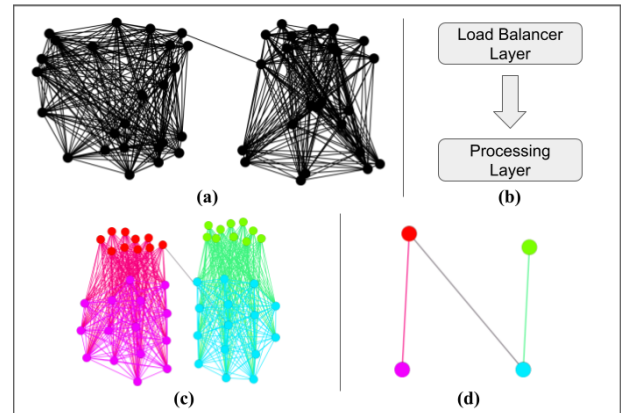 Load Balancer
Layer
Processing
Layer
(a)
(b)
(c)
(d)